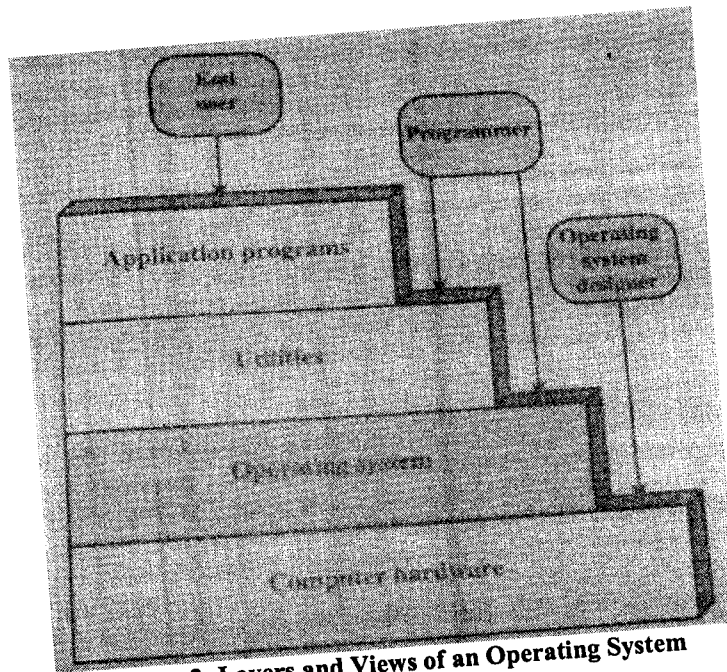 End
user
Programmer
Operating
system
designer
Application programs
Utilities
Operating system
Computer hardware
Layers and Views of an Operating System